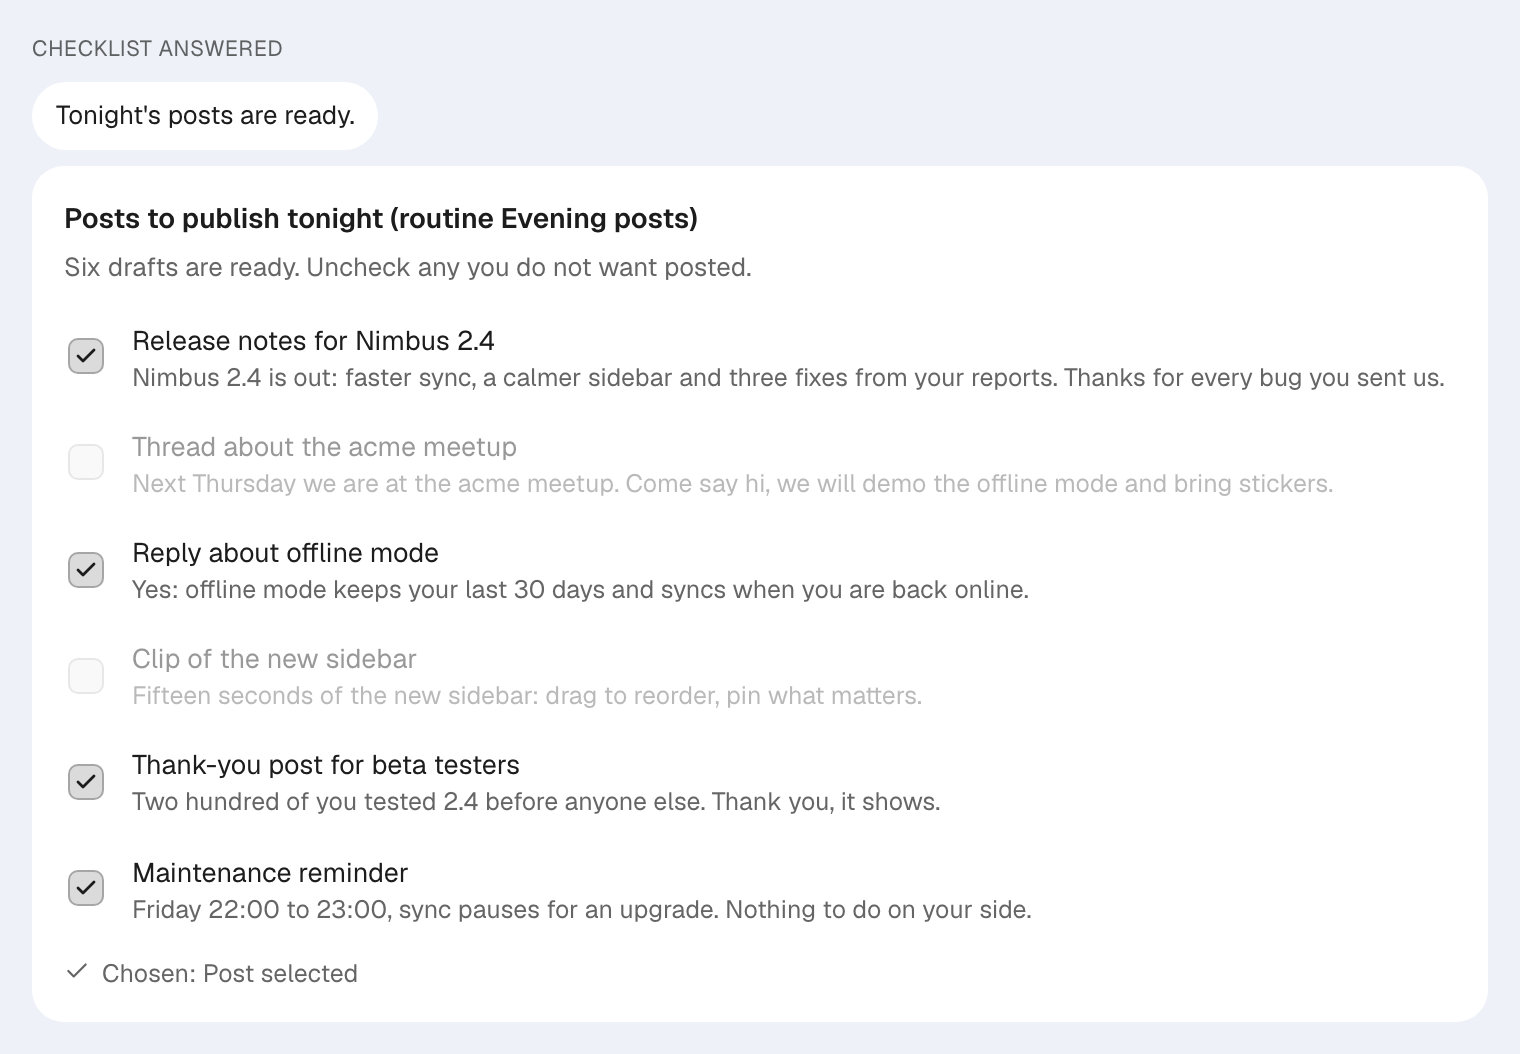 CHECKLIST ANSWERED
Tonight's posts are ready.
Posts to publish tonight (routine Evening posts)
Six drafts are ready. Uncheck any you do not want posted.
Release notes for Nimbus 2.4
Nimbus 2.4 is out: faster sync, a calmer sidebar and three fixes from your reports. Thanks for every bug you sent us.
Thread about the acme meetup
Next Thursday we are at the acme meetup. Come say hi, we will demo the offline mode and bring stickers.
Reply about offline mode
Yes: offline mode keeps your last 30 days and syncs when you are back online.
Clip of the new sidebar
Fifteen seconds of the new sidebar: drag to reorder, pin what matters.
Thank-you post for beta testers
Two hundred of you tested 2.4 before anyone else. Thank you, it shows.
Maintenance reminder
Friday 22:00 to 23:00, sync pauses for an upgrade. Nothing to do on your side.
Chosen: Post selected